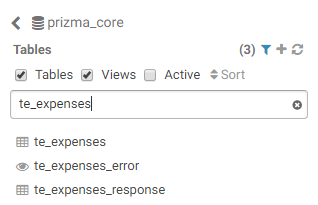 prizma_core
Tables (3)
Tables Views Active Sort
te_expenses
te_expenses
te_expenses_error
te_expenses_response